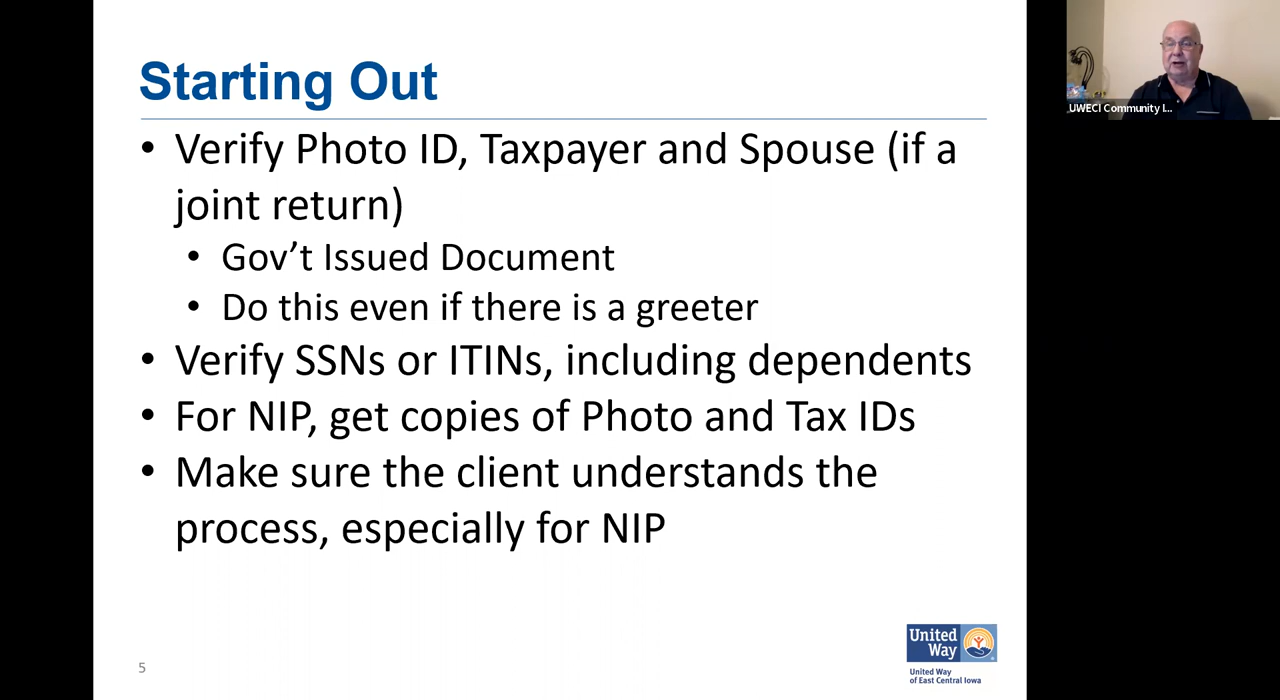 Starting Out
• Verify Photo ID, Taxpayer and Spouse (if a
joint return)
• Gov’t Issued Document
• Do this even if there is a greeter
• Verify SSNs or ITINs, including dependents
• For NIP, get copies of Photo and Tax IDs
• Make sure the client understands the
process, especially for NIP
5
United
Way
United Way
of East Central Iowa
UWECI Community I...